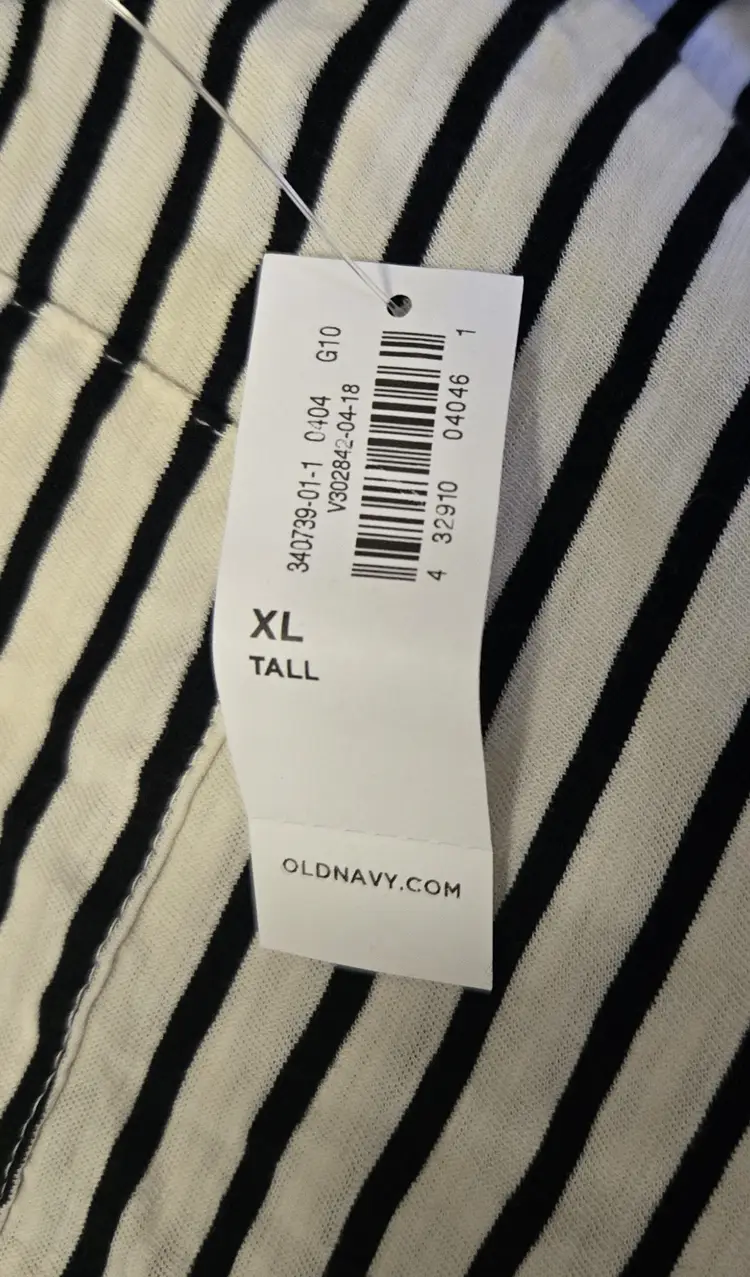 340739-01-1 0404 G10
V302842-04-18
4 32910 04046 1
XL
TALL
OLDNAVY.COM